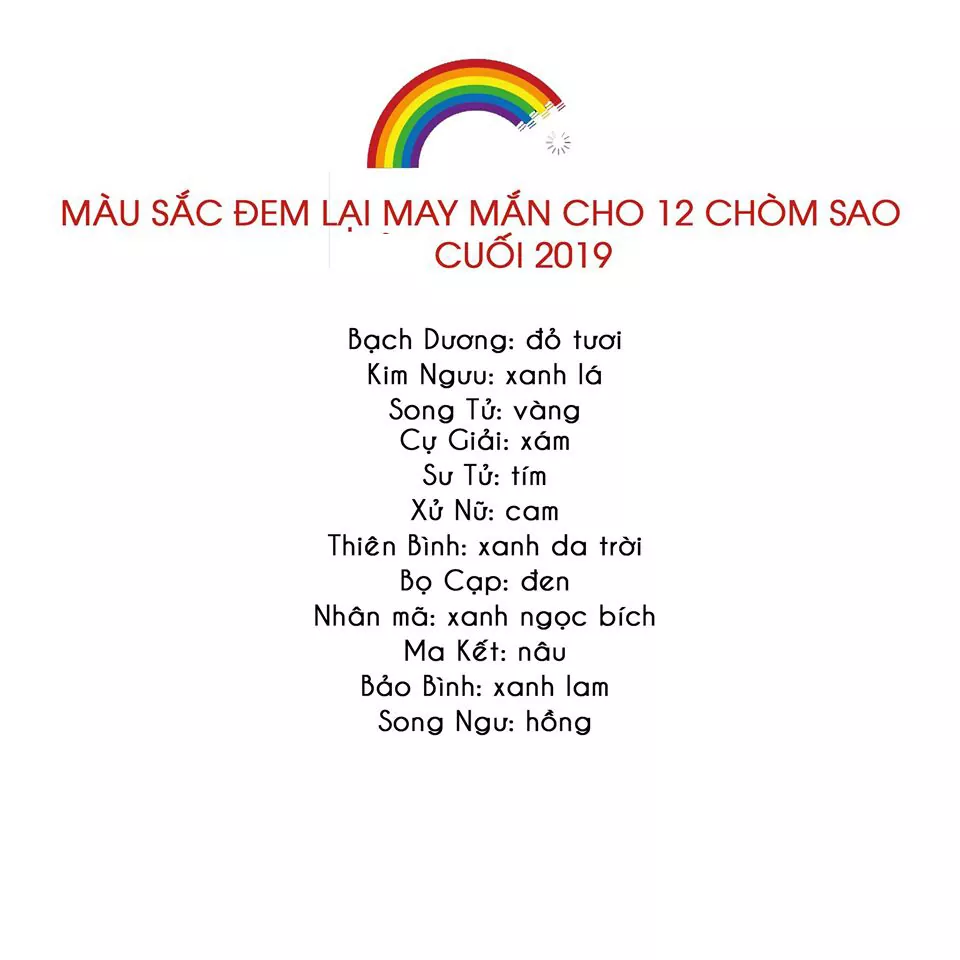 MÀU SẮC ĐEM LẠI MAY MẮN CHO 12 CHÒM SAO
CUỐI 2019
Bạch Dương: đỏ tươi
Kim Ngưu: xanh lá
Song Tử: vàng
Cự Giải: xám
Sư Tử: tím
Xử Nữ: cam
Thiên Bình: xanh da trời
Bọ Cạp: đen
Nhân mã: xanh ngọc bích
Ma Kết: nâu
Bảo Bình: xanh lam
Song Ngư: hồng